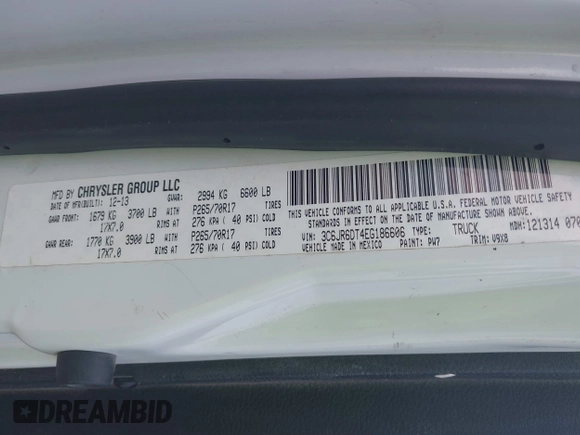 MFD BY CHRYSLER GROUP LLC
DATE OF MFR(BUILT): 12-13 GVWR: 2994 KG 6600 LB
GAWR FRONT: 1679 KG 3700 LB WITH P265/70R17 TIRES
17X7.0 RIMS AT 276 KPA ( 40 PSI) COLD
GAWR REAR: 1770 KG 3900 LB WITH P265/70R17 TIRES
17X7.0 RIMS AT 276 KPA ( 40 PSI) COLD
THIS VEHICLE CONFORMS TO ALL APPLICABLE U.S.A. FEDERAL MOTOR VEHICLE SAFETY
STANDARDS IN EFFECT ON THE DATE OF MANUFACTURE SHOWN ABOVE.
VIN: 3C6JR6DT4EG186606 TYPE: TRUCK
MADE IN MEXICO PAINT: PW7 TRIM: V9X8 MDH: 121314 070
DREAMBID